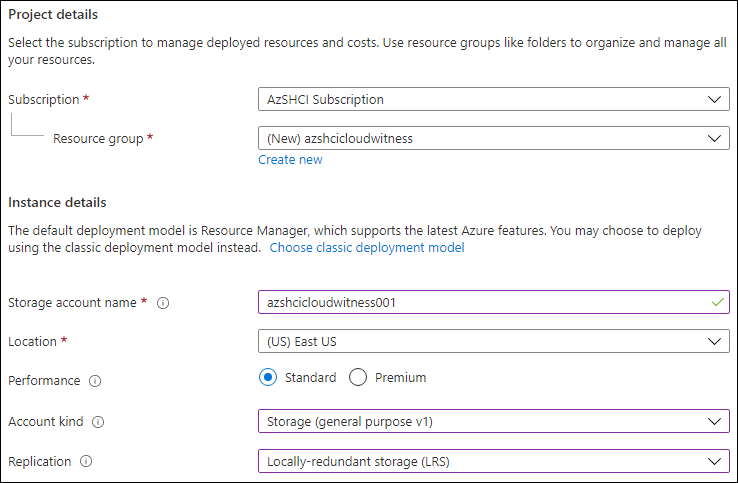 Project details
Select the subscription to manage deployed resources and costs. Use resource groups like folders to organize and manage all
your resources.
Subscription *
AzSHCI Subscription
Resource group *
(New) azshcicloudwitness
Create new
Instance details
The default deployment model is Resource Manager, which supports the latest Azure features. You may choose to deploy
using the classic deployment model instead. Choose classic deployment model
Storage account name *
azshcicloudwitness001
Location *
(US) East US
Performance
Standard
Premium
Account kind
Storage (general purpose v1)
Replication
Locally-redundant storage (LRS)